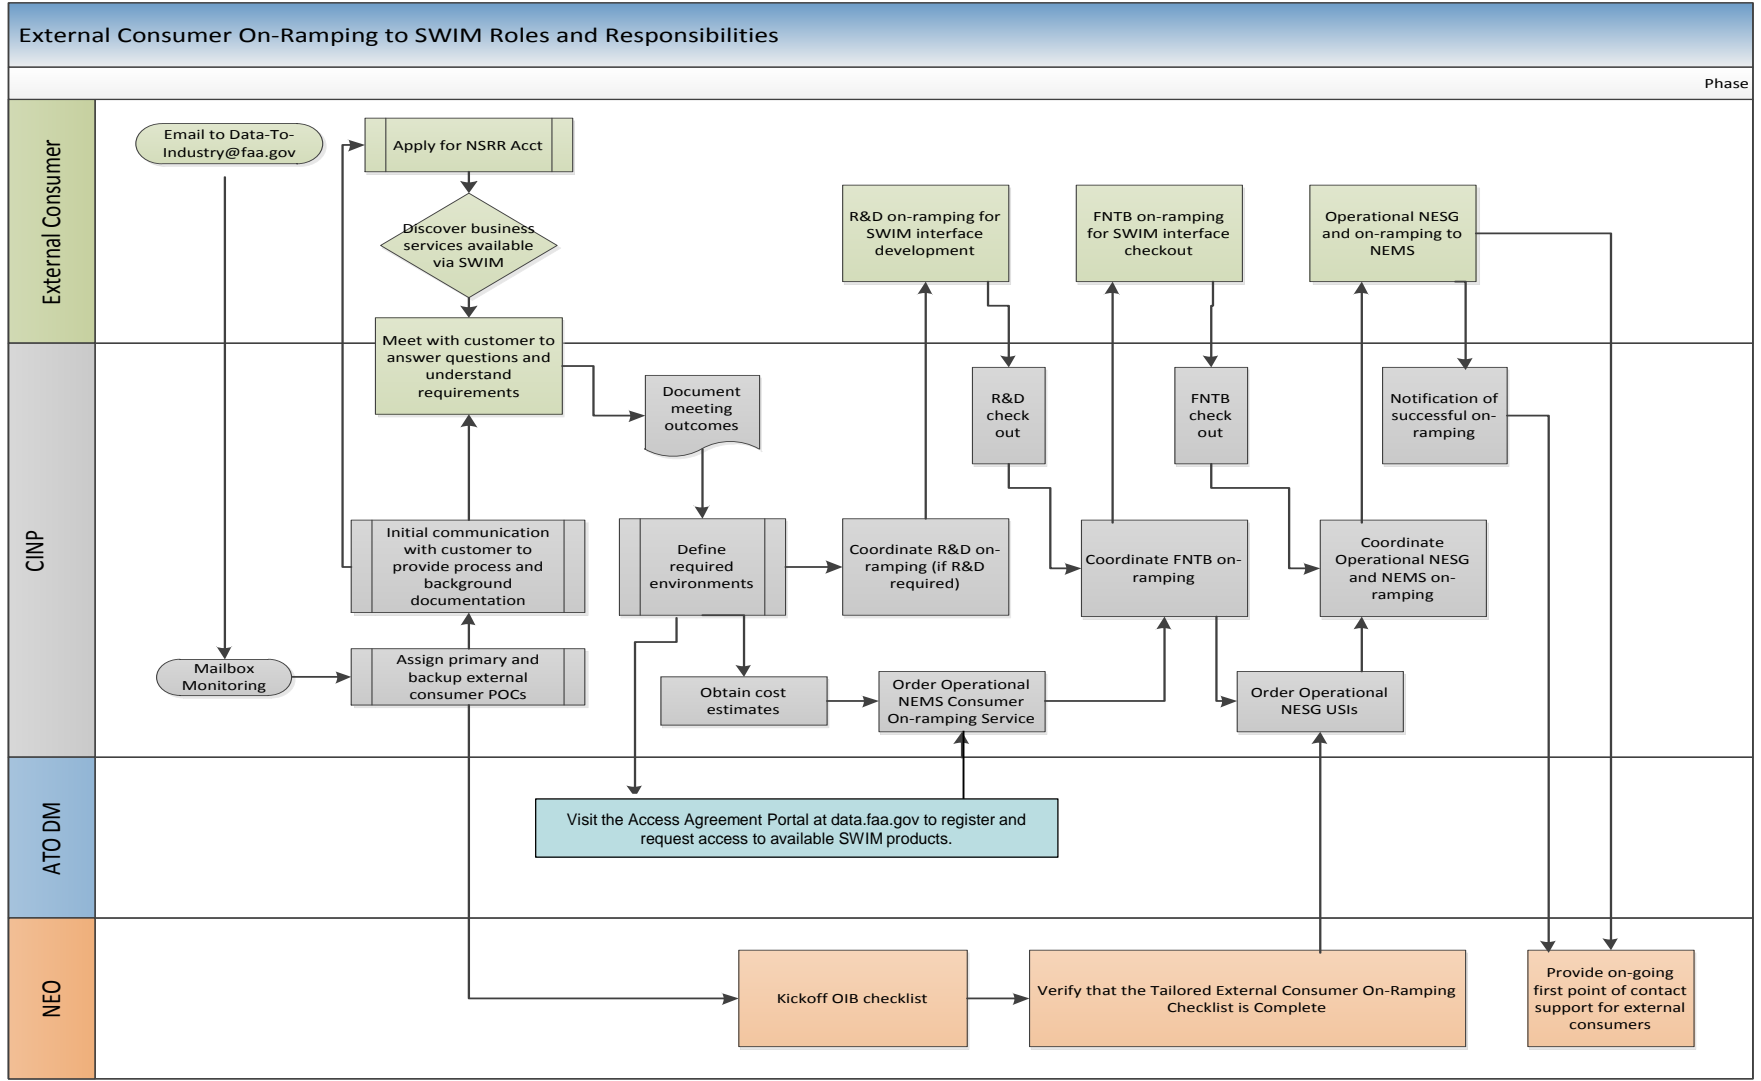 External Consumer On-Ramping to SWIM Roles and Responsibilities
Phase
External Consumer
Email to Data-To-
Industry@faa.gov
Apply for NSRR Acct
Discover business
services available
via SWIM
R&D on-ramping for
SWIM interface
development
FNTB on-ramping
for SWIM interface
checkout
Operational NESG
and on-ramping to
NEMS
Meet with customer to
answer questions and
understand
requirements
CINP
Document
meeting
outcomes
R&D
check
out
FNTB
check
out
Notification of
successful on-
ramping
Initial communication
with customer to
provide process and
background
documentation
Define
required
environments
Coordinate R&D on-
ramping (if R&D
required)
Coordinate FNTB on-
ramping
Coordinate
Operational NESG
and NEMS on-
ramping
Mailbox
Monitoring
Assign primary and
backup external
consumer POCs
Obtain cost
estimates
Order Operational
NEMS Consumer
On-ramping Service
Order Operational
NESG USIs
ATO DM
Visit the Access Agreement Portal at data.faa.gov to register and
request access to available SWIM products.
NEO
Kickoff OIB checklist
Verify that the Tailored External Consumer On-Ramping
Checklist is Complete
Provide on-going
first point of contact
support for external
consumers